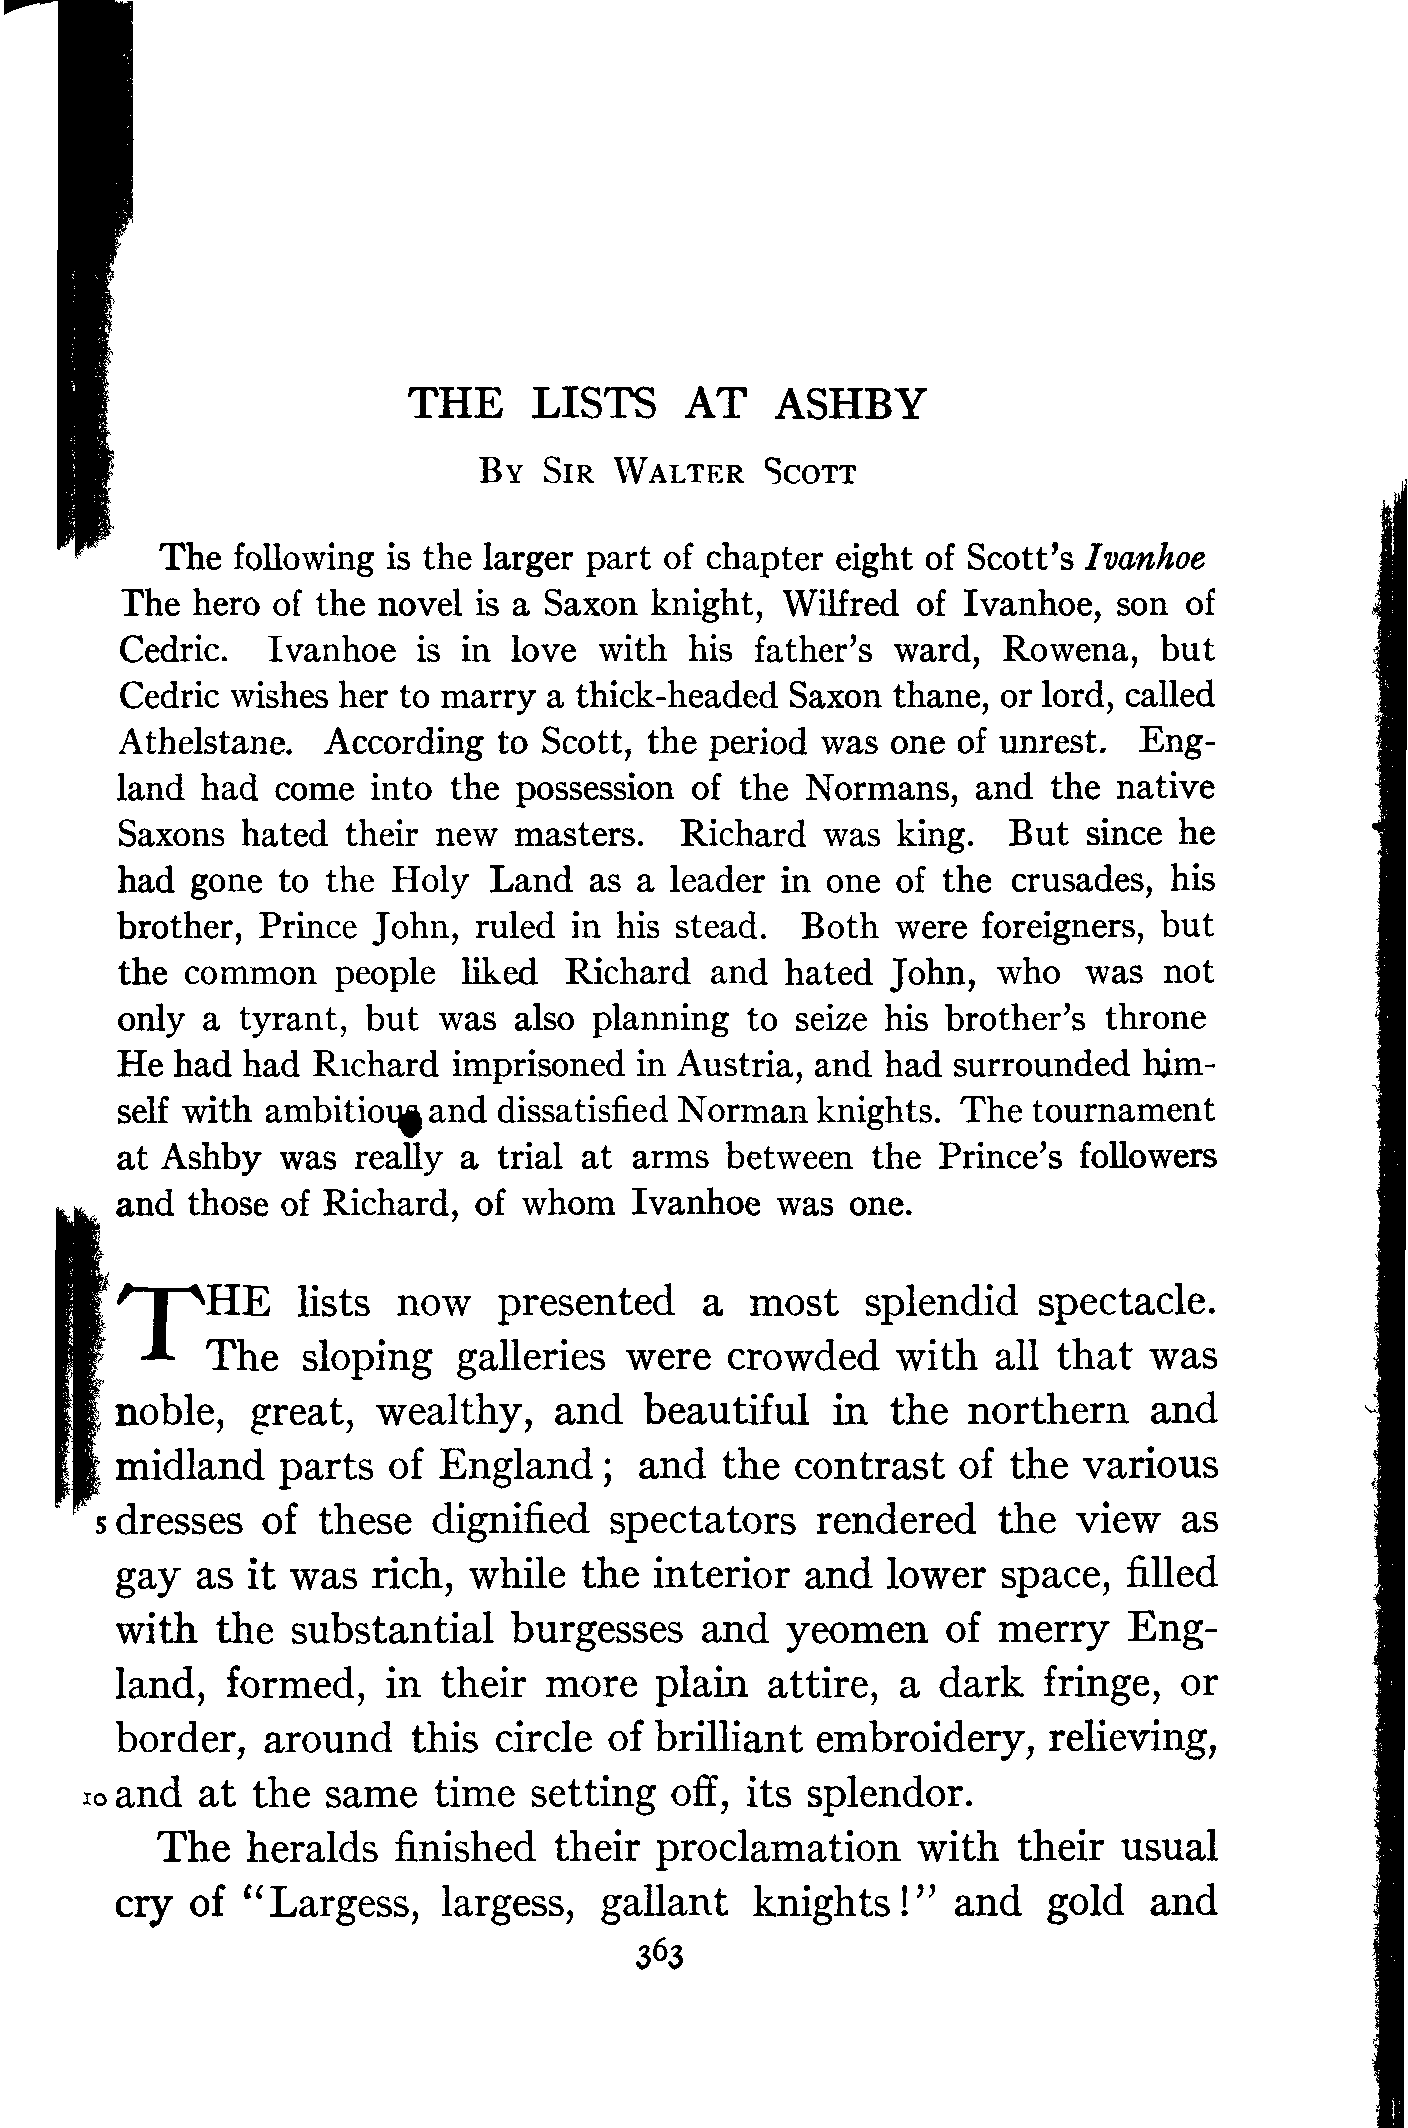 THE LISTS AT ASHBY
BY SIR WALTER SCOTT
The following is the larger part of chapter eight of Scott's Ivanhoe
The hero of the novel is a Saxon knight, Wilfred of Ivanhoe, son of
Cedric. Ivanhoe is in love with his father's ward, Rowena, but
Cedric wishes her to marry a thick-headed Saxon thane, or lord, called
Athelstane. According to Scott, the period was one of unrest. Eng-
land had come into the possession of the Normans, and the native
Saxons hated their new masters. Richard was king. But since he
had gone to the Holy Land as a leader in one of the crusades, his
brother, Prince John, ruled in his stead. Both were foreigners, but
the common people liked Richard and hated John, who was not
only a tyrant, but was also planning to seize his brother's throne
He had had Richard imprisoned in Austria, and had surrounded him-
self with ambitious and dissatisfied Norman knights. The tournament
at Ashby was really a trial at arms between the Prince's followers
and those of Richard, of whom Ivanhoe was one.
THE lists now presented a most splendid spectacle.
The sloping galleries were crowded with all that was
noble, great, wealthy, and beautiful in the northern and
midland parts of England; and the contrast of the various
5 dresses of these dignified spectators rendered the view as
gay as it was rich, while the interior and lower space, filled
with the substantial burgesses and yeomen of merry Eng-
land, formed, in their more plain attire, a dark fringe, or
border, around this circle of brilliant embroidery, relieving,
10 and at the same time setting off, its splendor.
The heralds finished their proclamation with their usual
cry of "Largess, largess, gallant knights!" and gold and
363